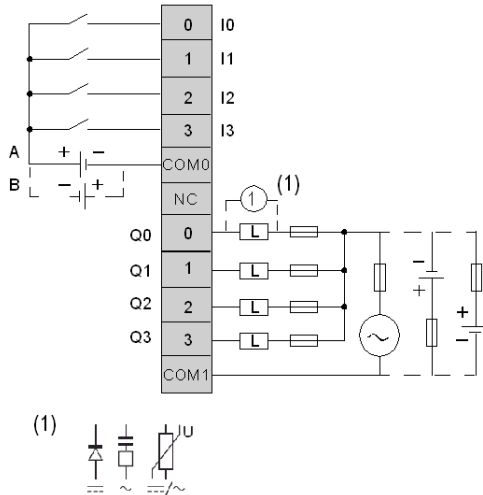 0 I0
1 I1
2 I2
3 I3
A + − COM0
B − +
NC
1 (1)
Q0 0 L
Q1 1 L
Q2 2 L
Q3 3 L
− +
+ −
~
COM1
(1)
U
~ /~